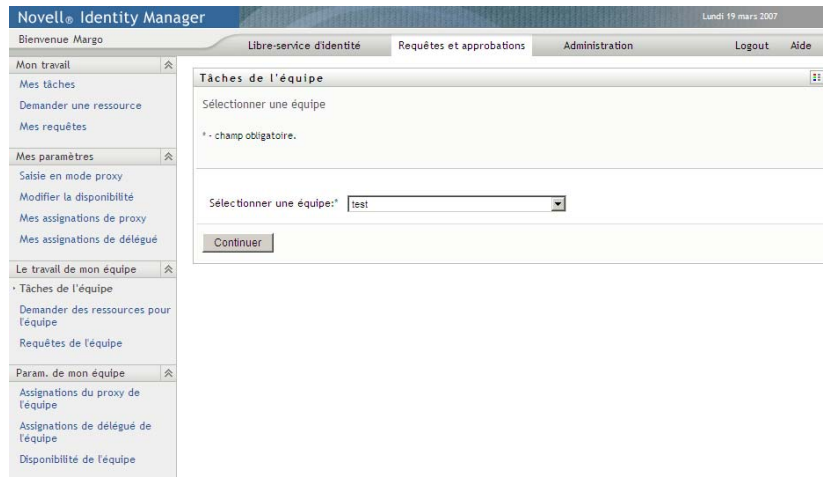 Novell® Identity Manager
Lundi 19 mars 2007
Bienvenue Margo
Libre-service d'identité
Requêtes et approbations
Administration
Logout
Aide
Mon travail
Mes tâches
Demander une ressource
Mes requêtes
Mes paramètres
Saisie en mode proxy
Modifier la disponibilité
Mes assignations de proxy
Mes assignations de délégué
Le travail de mon équipe
Tâches de l'équipe
Demander des ressources pour
l'équipe
Requêtes de l'équipe
Param. de mon équipe
Assignations du proxy de
l'équipe
Assignations de délégué de
l'équipe
Disponibilité de l'équipe
Tâches de l'équipe
Sélectionner une équipe
* - champ obligatoire.
Sélectionner une équipe:* test
Continuer